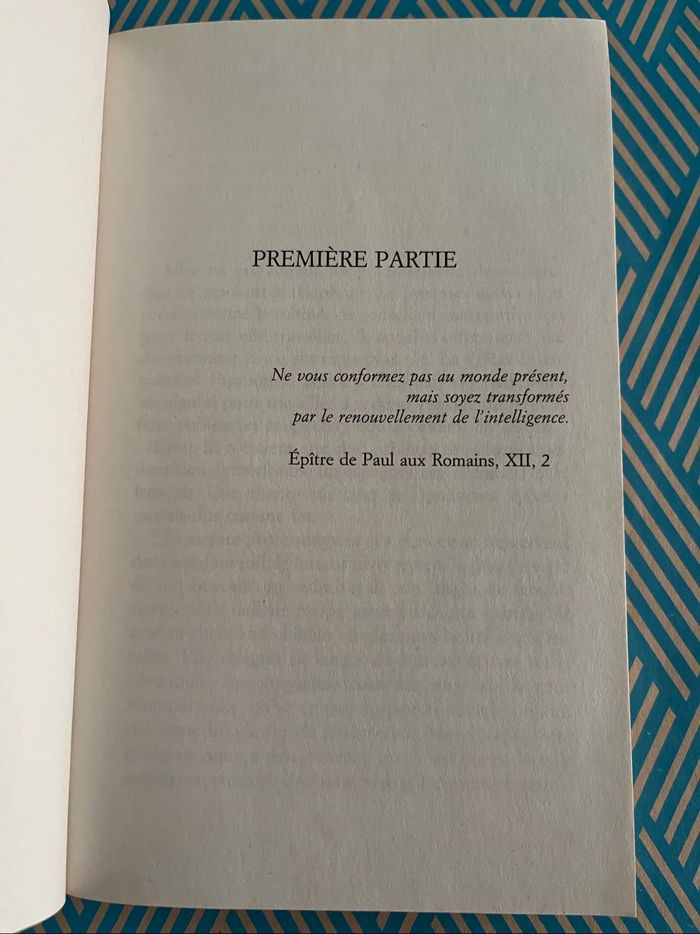 PREMIÈRE PARTIE
Ne vous conformez pas au monde présent,
mais soyez transformés
par le renouvellement de l'intelligence.
Épître de Paul aux Romains, XII, 2